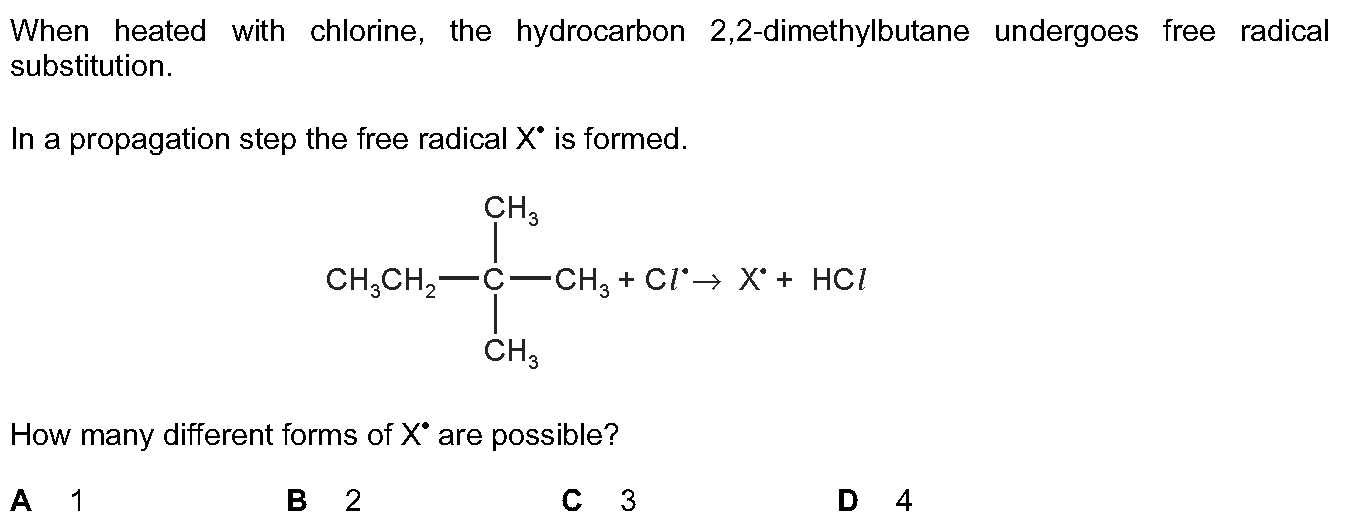 When heated with chlorine, the hydrocarbon 2,2-dimethylbutane undergoes free radical
substitution.
In a propagation step the free radical X• is formed.
CH₃
CH₃CH₂—C—CH₃ + Cl• → X• + HCl
CH₃
How many different forms of X• are possible?
A 1 B 2 C 3 D 4